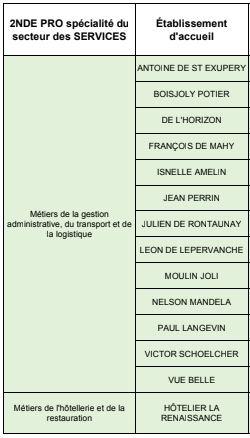 2NDE PRO spécialité du
secteur des SERVICES
Établissement
d'accueil
Métiers de la gestion
administrative, du transport et de
la logistique
ANTOINE DE ST EXUPERY
BOISJOLY POTIER
DE L'HORIZON
FRANÇOIS DE MAHY
ISNELLE AMELIN
JEAN PERRIN
JULIEN DE RONTAUNAY
LEON DE LEPERVANCHE
MOULIN JOLI
NELSON MANDELA
PAUL LANGEVIN
VICTOR SCHOELCHER
VUE BELLE
Métiers de l'hôtellerie et de la
restauration
HÔTELIER LA
RENAISSANCE